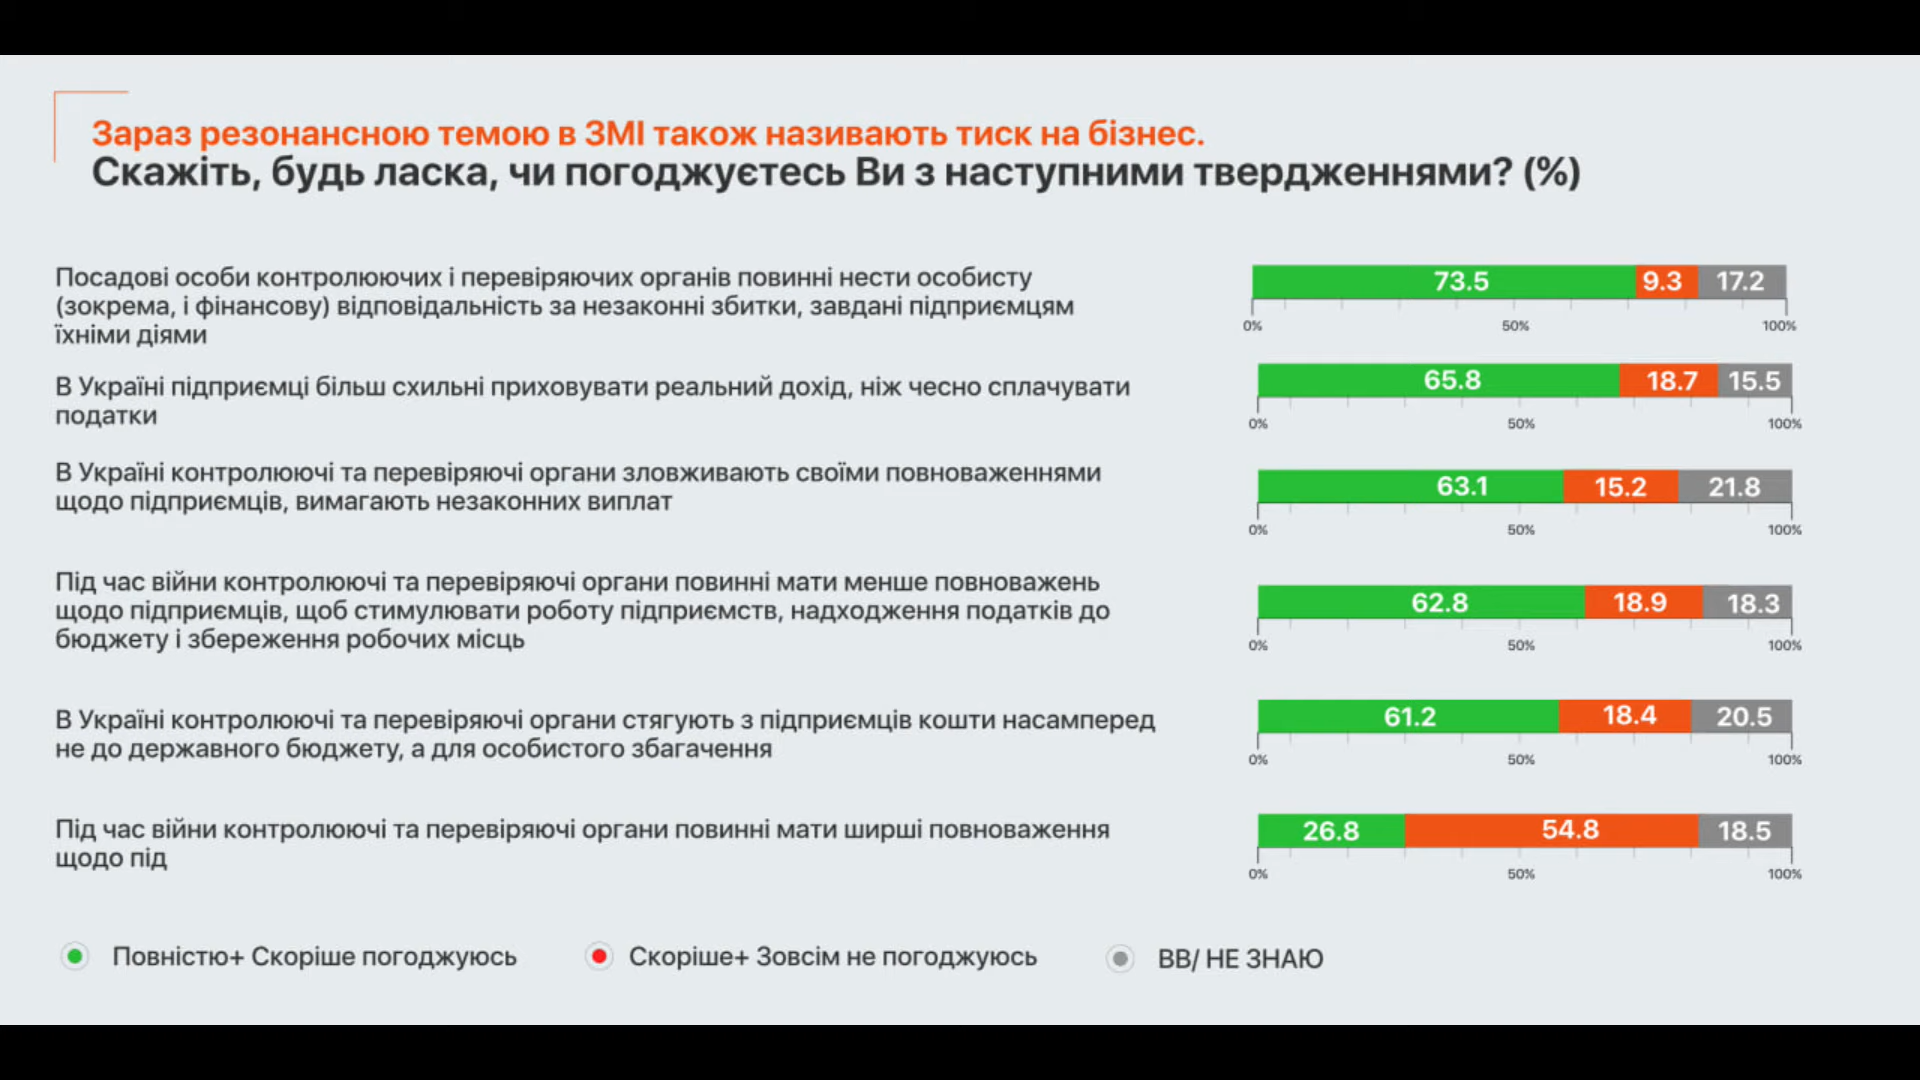 Зараз резонансною темою в ЗМІ також називають тиск на бізнес.
Скажіть, будь ласка, чи погоджуєтесь Ви з наступними твердженнями? (%)
Посадові особи контролюючих і перевіряючих органів повинні нести особисту
(зокрема, і фінансову) відповідальність за незаконні збитки, завдані підприємцям
їхніми діями
73.5 9.3 17.2
0% 50% 100%
В Україні підприємці більш схильні приховувати реальний дохід, ніж чесно сплачувати
податки
65.8 18.7 15.5
0% 50% 100%
В Україні контролюючі та перевіряючі органи зловживають своїми повноваженнями
щодо підприємців, вимагають незаконних виплат
63.1 15.2 21.8
0% 50% 100%
Під час війни контролюючі та перевіряючі органи повинні мати менше повноважень
щодо підприємців, щоб стимулювати роботу підприємств, надходження податків до
бюджету і збереження робочих місць
62.8 18.9 18.3
0% 50% 100%
В Україні контролюючі та перевіряючі органи стягують з підприємців кошти насамперед
не до державного бюджету, а для особистого збагачення
61.2 18.4 20.5
0% 50% 100%
Під час війни контролюючі та перевіряючі органи повинні мати ширші повноваження
щодо під
26.8 54.8 18.5
0% 50% 100%
Повністю+ Скоріше погоджуюсь Скоріше+ Зовсім не погоджуюсь ВВ/ НЕ ЗНАЮ